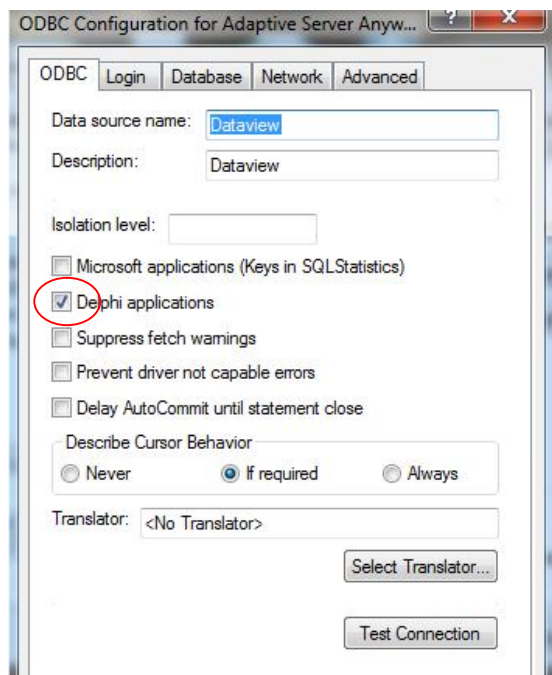 ODBC Configuration for Adaptive Server Anyw... ? X
ODBC Login Database Network Advanced
Data source name: Dataview
Description: Dataview
Isolation level:
Microsoft applications (Keys in SQLStatistics)
Delphi applications
Suppress fetch warnings
Prevent driver not capable errors
Delay AutoCommit until statement close
Describe Cursor Behavior
Never If required Always
Translator: <No Translator>
Select Translator...
Test Connection